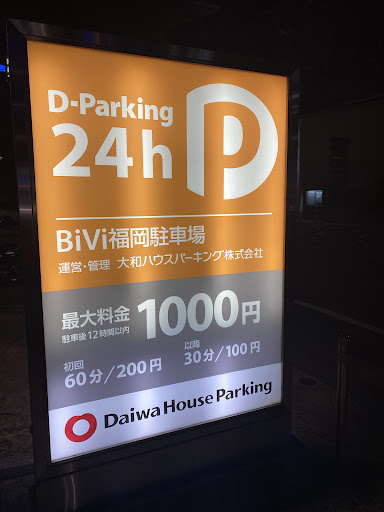 D-Parking
24h
P
BiVi福岡駐車場
運営・管理 大和ハウスパーキング株式会社
最大料金 1000円
駐車後12時間以内
初回
60分/200円
以降
30分/100円
Daiwa House Parking